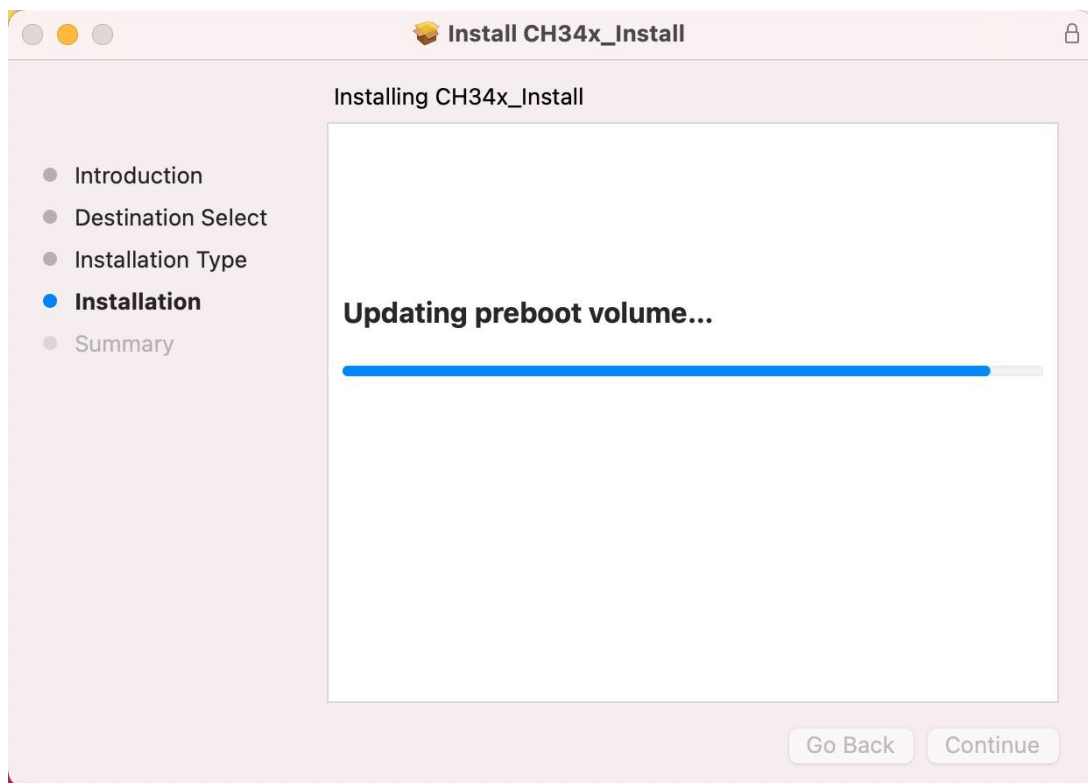 Install CH34x_Install
Installing CH34x_Install
Introduction
Destination Select
Installation Type
Installation
Summary
Updating preboot volume...
Go Back
Continue